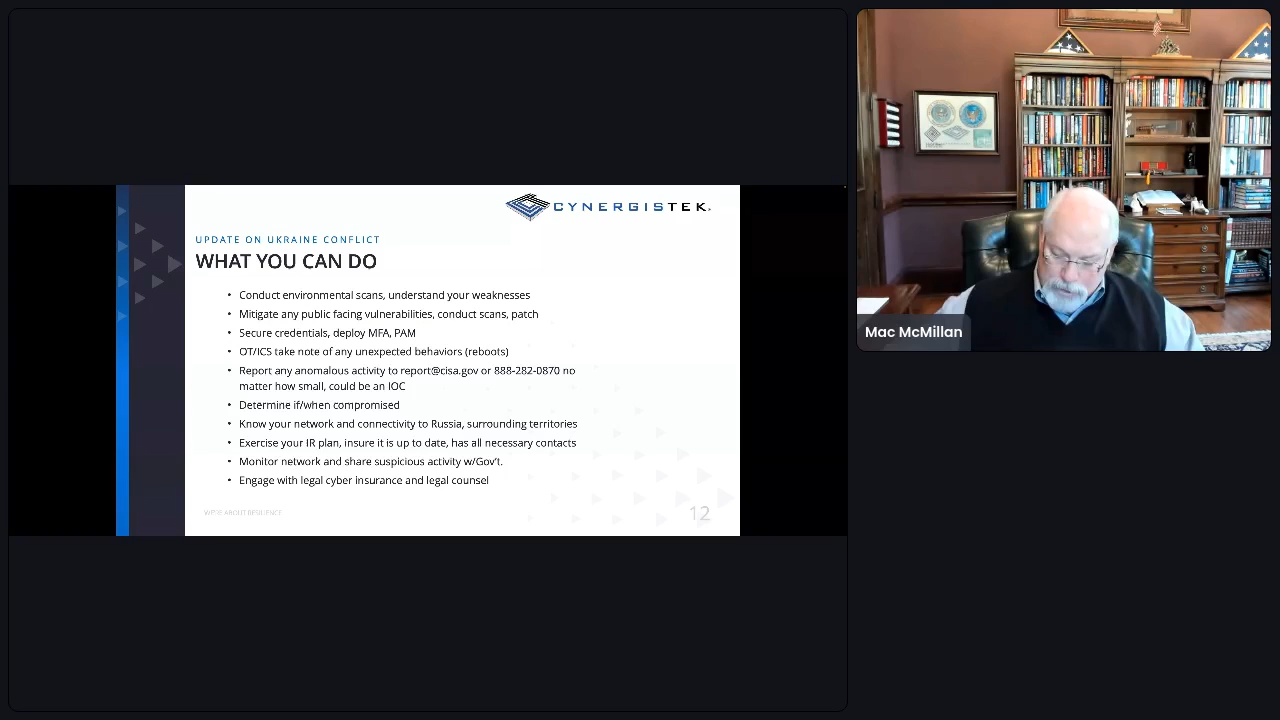 CYNERGISTEK
UPDATE ON UKRAINE CONFLICT
WHAT YOU CAN DO
• Conduct environmental scans, understand your weaknesses
• Mitigate any public facing vulnerabilities, conduct scans, patch
• Secure credentials, deploy MFA, PAM
• OT/ICS take note of any unexpected behaviors (reboots)
• Report any anomalous activity to report@cisa.gov or 888-282-0870 no
matter how small, could be an IOC
• Determine if/when compromised
• Know your network and connectivity to Russia, surrounding territories
• Exercise your IR plan, insure it is up to date, has all necessary contacts
• Monitor network and share suspicious activity w/Gov't.
• Engage with legal cyber insurance and legal counsel
WE'RE ABOUT RESILIENCE
12
Mac McMillan